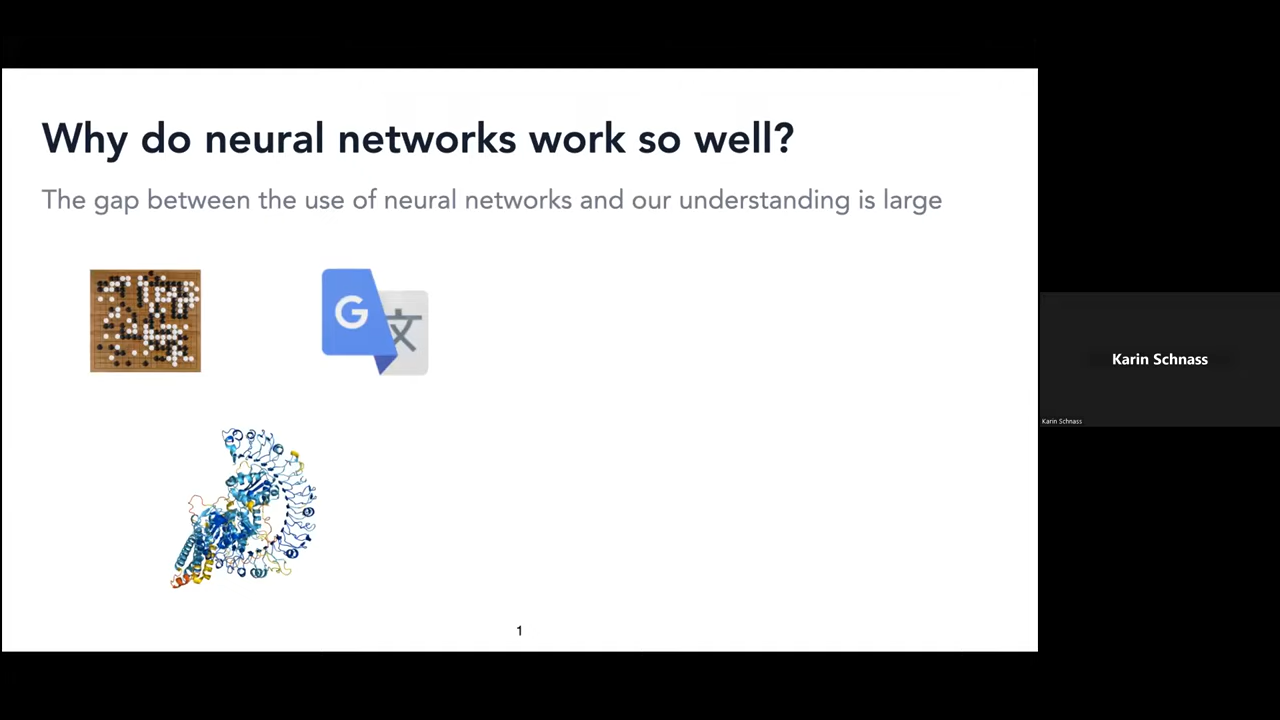 Why do neural networks work so well?
The gap between the use of neural networks and our understanding is large
G
文
1
Karin Schnass
Karin Schnass